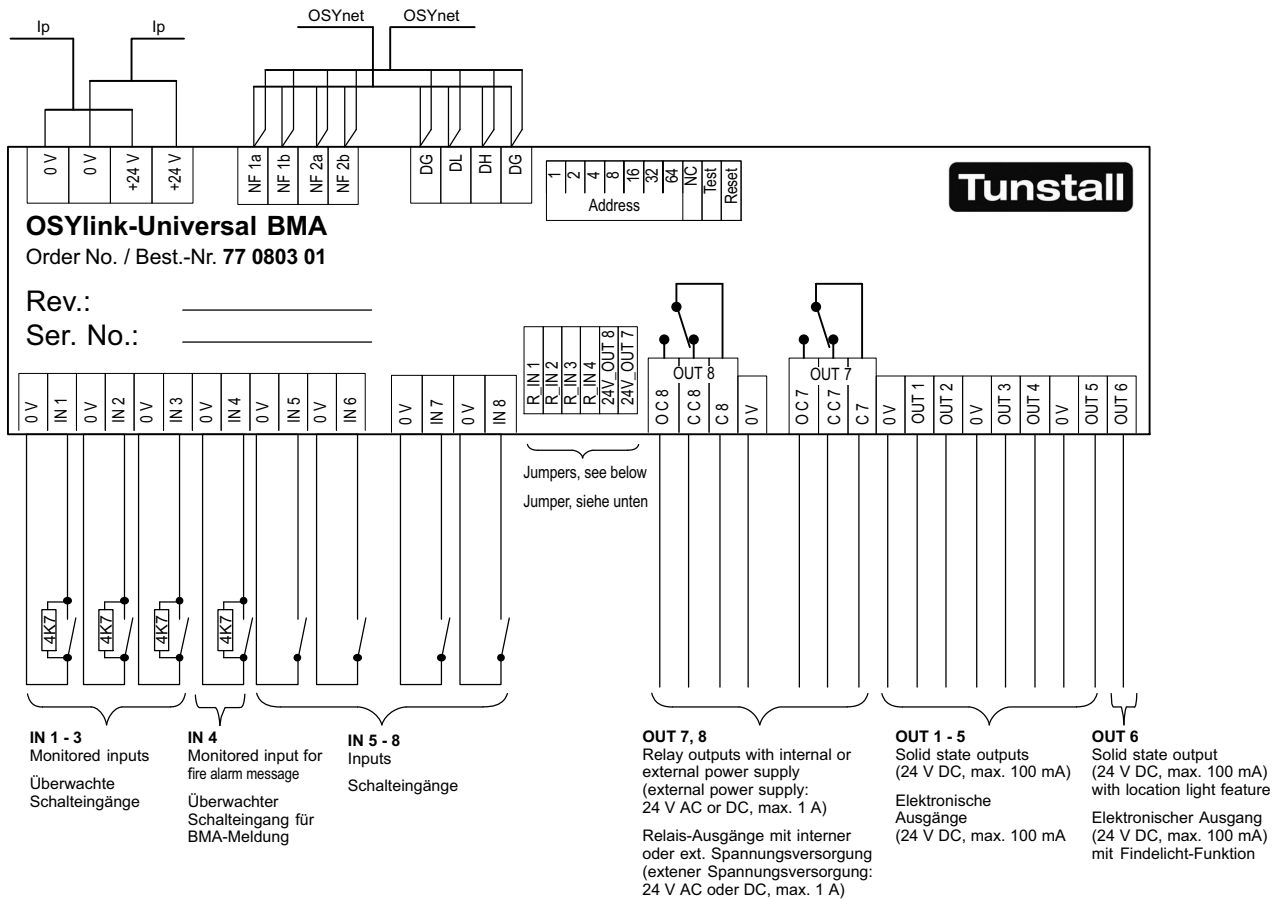 Ip
Ip
OSYnet
OSYnet
0 V
0 V
+24 V
+24 V
NF 1a
NF 1b
NF 2a
NF 2b
DG
DL
DH
DG
1
2
4
8
16
32
64
NC
Test
Reset
Address
Tunstall
OSYlink-Universal BMA
Order No. / Best.-Nr. 77 0803 01
Rev.:
Ser. No.:
R_IN 1
R_IN 2
R_IN 3
R_IN 4
24V_OUT 8
24V_OUT 7
OUT 8
OUT 7
0 V
IN 1
0 V
IN 2
0 V
IN 3
0 V
IN 4
0 V
IN 5
0 V
IN 6
0 V
IN 7
0 V
IN 8
O C 8
C C 8
C 8
0 V
O C 7
C C 7
C 7
0 V
OUT 1
OUT 2
0 V
OUT 3
OUT 4
0 V
OUT 5
OUT 6
Jumpers, see below
Jumper, siehe unten
4K7
4K7
4K7
4K7
IN 1 - 3
Monitored inputs
Überwachte
Schalteingänge
IN 4
Monitored input for
fire alarm message
Überwachter
Schalteingang für
BMA-Meldung
IN 5 - 8
Inputs
Schalteingänge
OUT 7, 8
Relay outputs with internal or
external power supply
(external power supply:
24 V AC or DC, max. 1 A)
Relais-Ausgänge mit interner
oder ext. Spannungsversorgung
(extener Spannungsversorgung:
24 V AC oder DC, max. 1 A)
OUT 1 - 5
Solid state outputs
(24 V DC, max. 100 mA)
Elektronische
Ausgänge
(24 V DC, max. 100 mA
OUT 6
Solid state output
(24 V DC, max. 100 mA)
with location light feature
Elektronischer Ausgang
(24 V DC, max. 100 mA)
mit Findelicht-Funktion